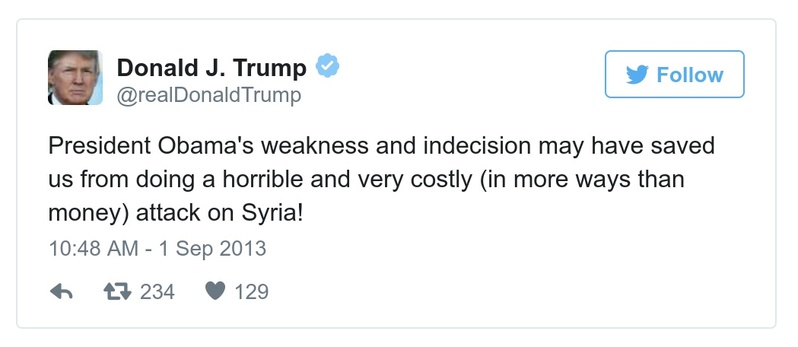 Donald J. Trump
@realDonaldTrump
Follow
President Obama's weakness and indecision may have saved
us from doing a horrible and very costly (in more ways than
money) attack on Syria!
10:48 AM - 1 Sep 2013
234 129